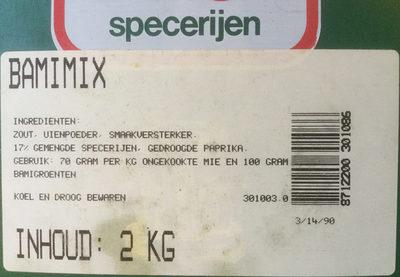 specerijen
BAMIMIX
INGREDIENTEN:
ZOUT, UIENPOEDER, SMAAKVERSTERKER.
17% GEMENGDE SPECERIJEN, GEDROOGDE PAPRIKA.
GEBRUIK: 70 GRAM PER KG ONGEKOOKTE MIE EN 100 GRAM
BAMIGROENTEN
KOEL EN DROOG BEWAREN 301003.0
8712200 301086
3/14/90
INHOUD: 2 KG